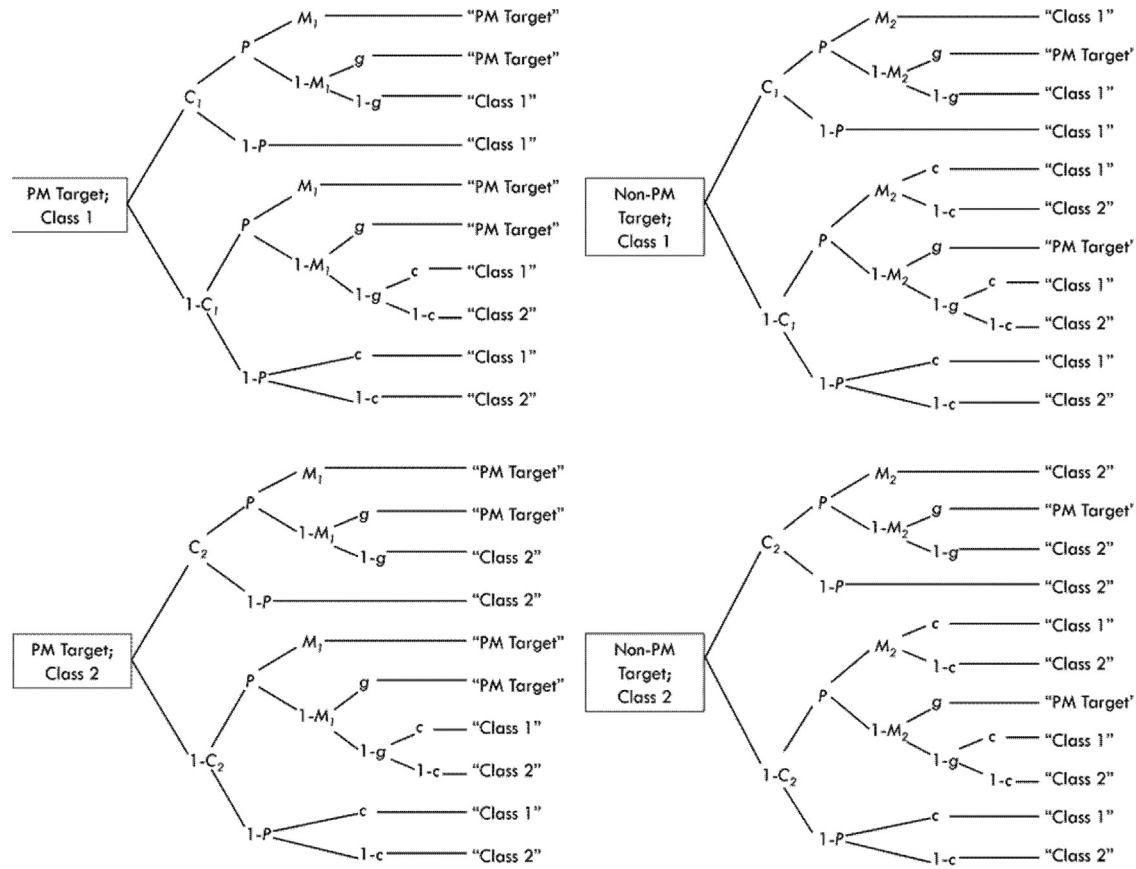 M₁ "PM Target"
P
g "PM Target"
1-M₁
1-g "Class 1"
C₁
1-P "Class 1"
PM Target;
Class 1
M₁ "PM Target"
P
g "PM Target"
1-M₁
c "Class 1"
1-g
1-c "Class 2"
1-C₁
c "Class 1"
1-P
1-c "Class 2"
M₂ "Class 1"
P
g "PM Target'
1-M₂
1-g "Class 1"
C₁
1-P "Class 1"
Non-PM
Target;
Class 1
c "Class 1"
M₂
1-c "Class 2"
P
g "PM Target'
1-M₂
c "Class 1"
1-g
1-c "Class 2"
1-C₁
c "Class 1"
1-P
1-c "Class 2"
M₁ "PM Target"
P
g "PM Target"
1-M₁
1-g "Class 2"
C₂
1-P "Class 2"
PM Target;
Class 2
M₁ "PM Target"
P
g "PM Target"
1-M₁
c "Class 1"
1-g
1-c "Class 2"
1-C₂
c "Class 1"
1-P
1-c "Class 2"
M₂ "Class 2"
P
g "PM Target'
1-M₂
1-g "Class 2"
C₂
1-P "Class 2"
Non-PM
Target;
Class 2
c "Class 1"
M₂
1-c "Class 2"
P
g "PM Target'
1-M₂
c "Class 1"
1-g
1-c "Class 2"
1-C₂
c "Class 1"
1-P
1-c "Class 2"